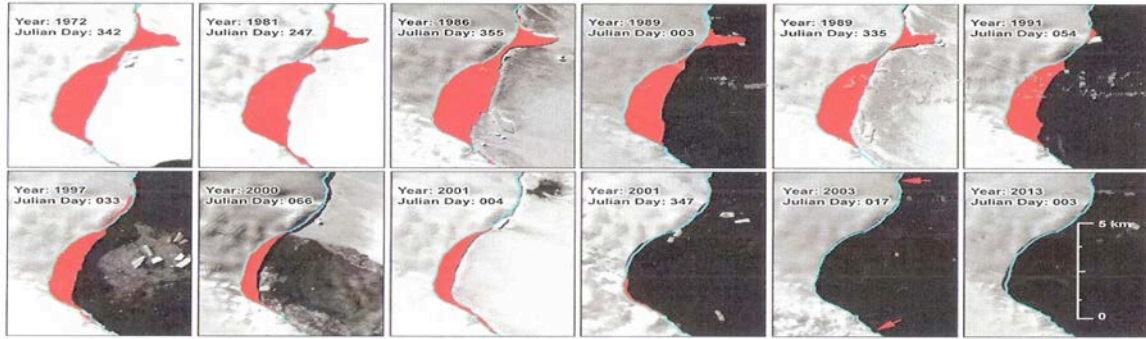 Year: 1972
Julian Day: 342
Year: 1981
Julian Day: 247
Year: 1986
Julian Day: 355
Year: 1989
Julian Day: 003
Year: 1989
Julian Day: 335
Year: 1991
Julian Day: 054
Year: 1997
Julian Day: 033
Year: 2000
Julian Day: 066
Year: 2001
Julian Day: 004
Year: 2001
Julian Day: 347
Year: 2003
Julian Day: 017
Year: 2013
Julian Day: 003
5 km
0